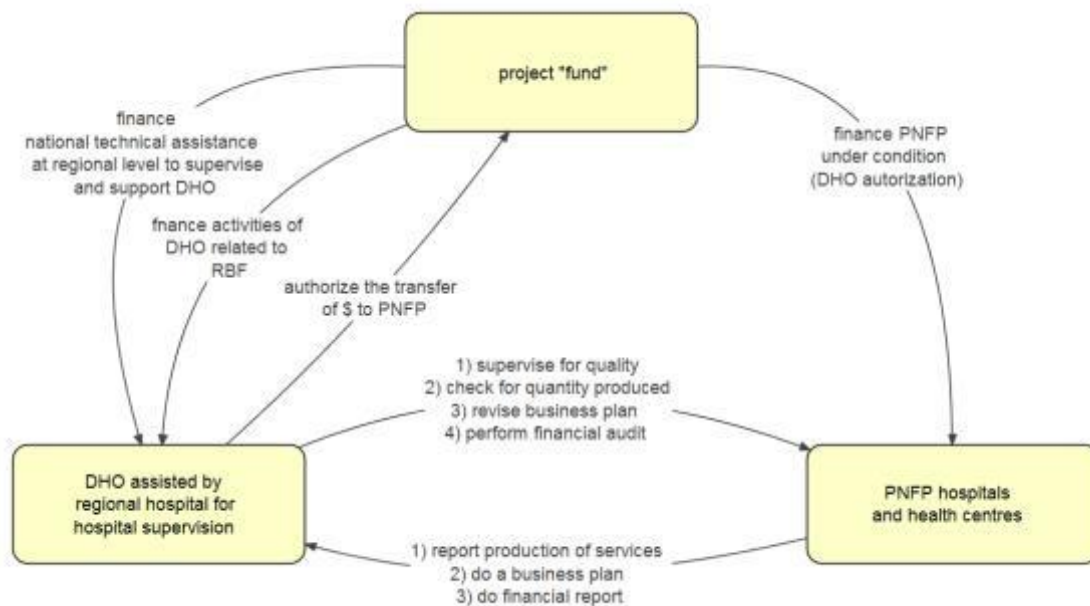 project "fund"
finance
national technical assistance
at regional level to supervise
and support DHO
finance PNFP
under condition
(DHO autorization)
fnance activities of
DHO related to
RBF
authorize the transfer
of $ to PNFP
1) supervise for quality
2) check for quantity produced
3) revise business plan
4) perform financial audit
DHO assisted by
regional hospital for
hospital supervision
PNFP hospitals
and health centres
1) report production of services
2) do a business plan
3) do financial report